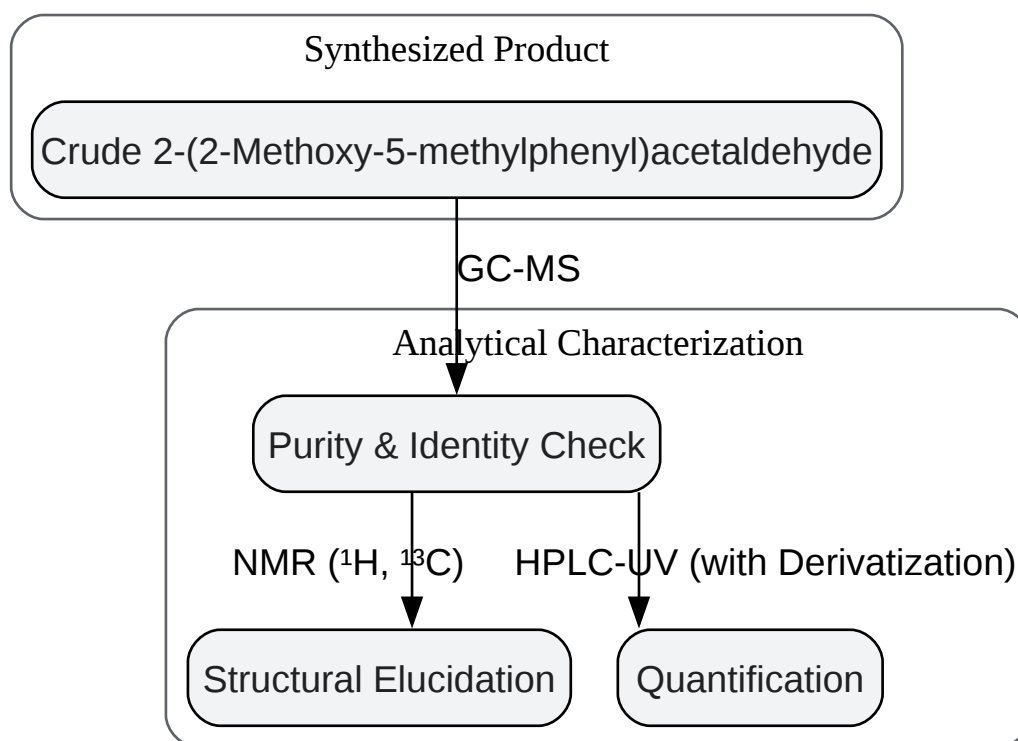 Synthesized Product
Crude 2-(2-Methoxy-5-methylphenyl)acetaldehyde
GC-MS
Analytical Characterization
Purity & Identity Check
NMR (¹H, ¹³C)
HPLC-UV (with Derivatization)
Structural Elucidation
Quantification